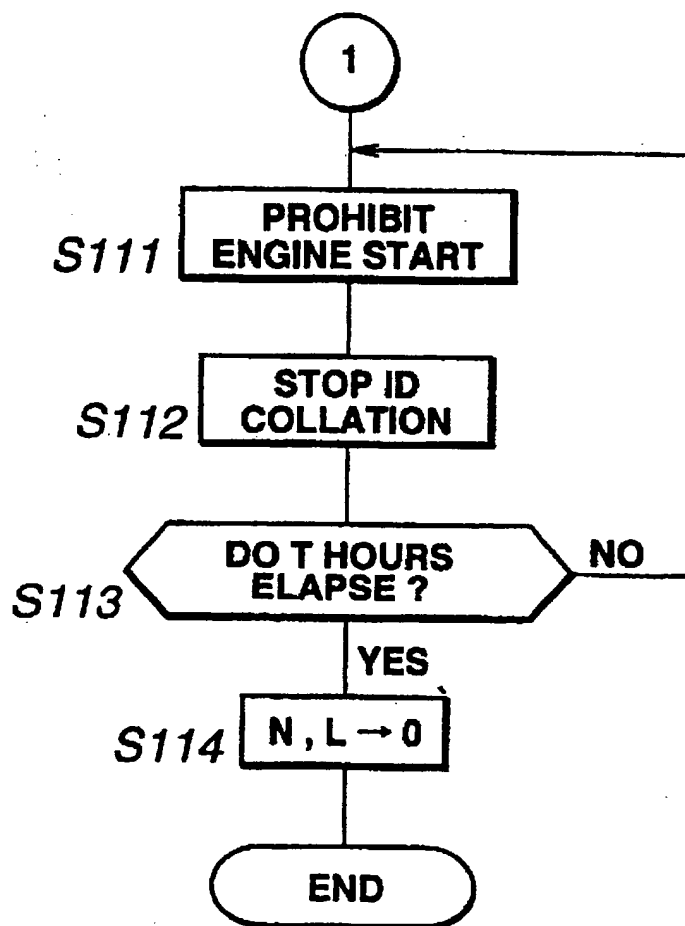 1
PROHIBIT
ENGINE START
S111
STOP ID
COLLATION
S112
DO T HOURS
ELAPSE ?
NO
S113
YES
N , L → 0
S114
END